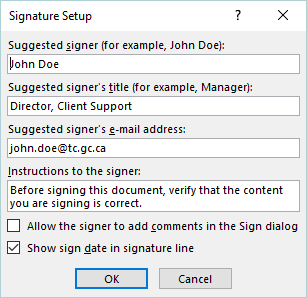 Signature Setup
Suggested signer (for example, John Doe):
John Doe
Suggested signer's title (for example, Manager):
Director, Client Support
Suggested signer's e-mail address:
john.doe@tc.gc.ca
Instructions to the signer:
Before signing this document, verify that the content
you are signing is correct.
Allow the signer to add comments in the Sign dialog
Show sign date in signature line
OK Cancel